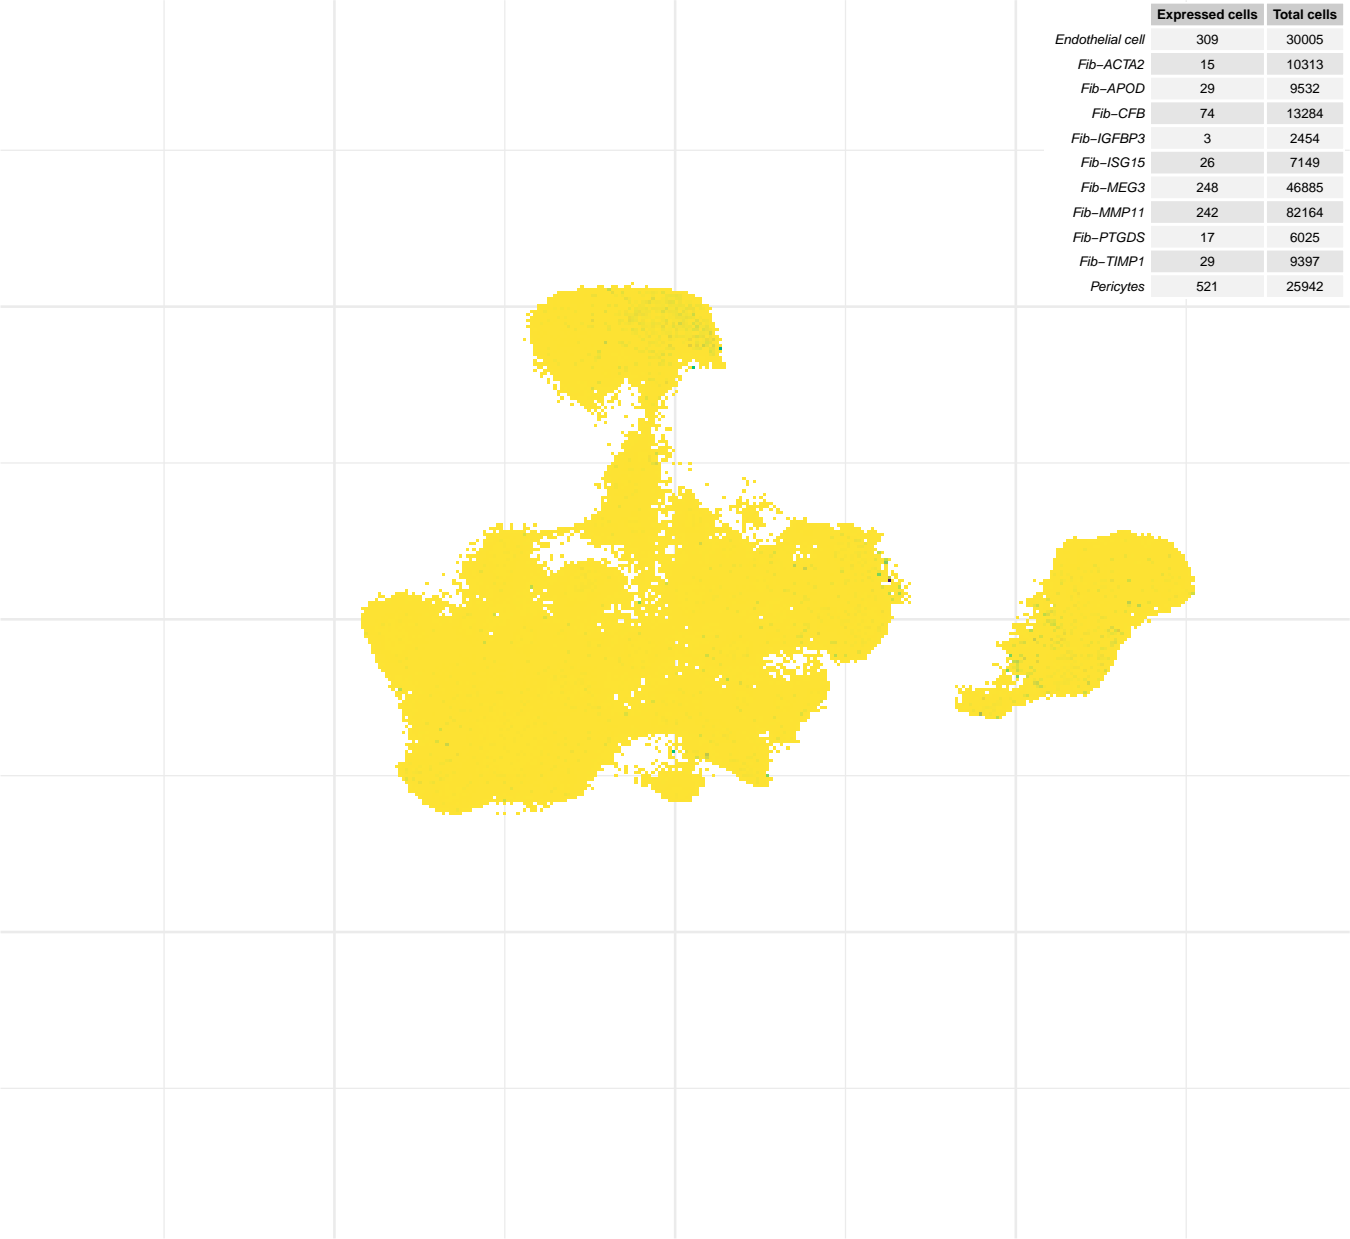 Expressed cells Total cells
Endothelial cell 309 30005
Fib−ACTA2 15 10313
Fib−APOD 29 9532
Fib−CFB 74 13284
Fib−IGFBP3 3 2454
Fib−ISG15 26 7149
Fib−MEG3 248 46885
Fib−MMP11 242 82164
Fib−PTGDS 17 6025
Fib−TIMP1 29 9397
Pericytes 521 25942